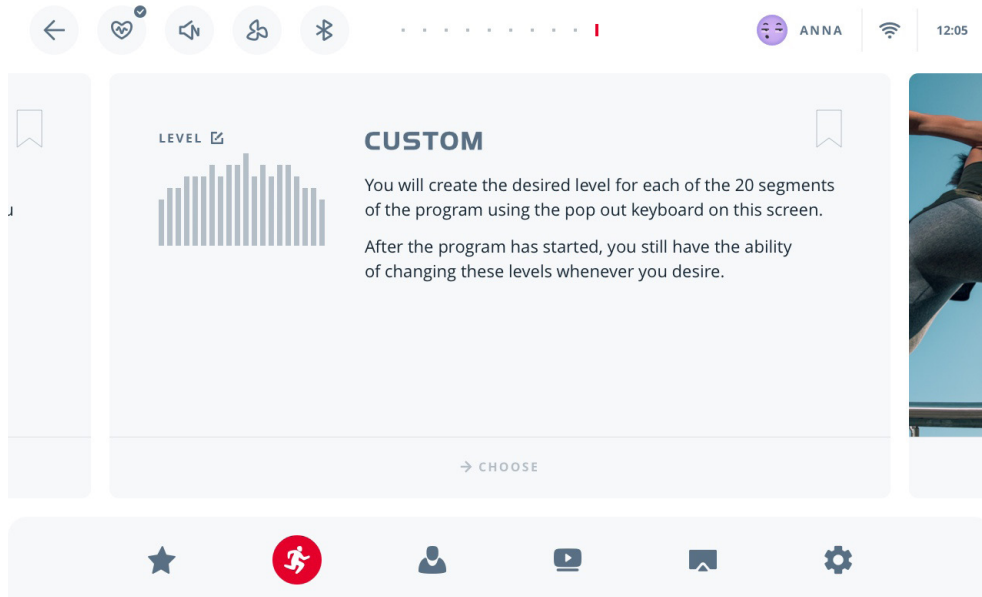 ANNA
12:05
LEVEL
CUSTOM
You will create the desired level for each of the 20 segments
of the program using the pop out keyboard on this screen.
After the program has started, you still have the ability
of changing these levels whenever you desire.
CHOOSE